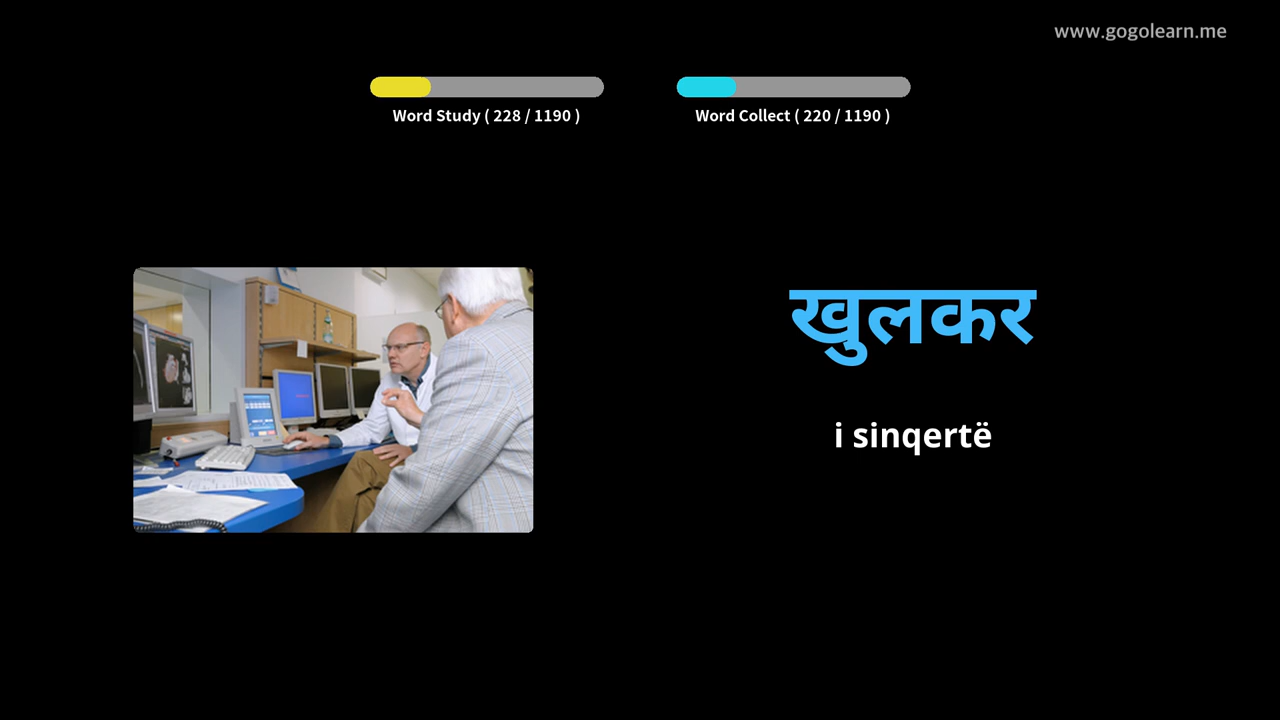 www.gogolearn.me
Word Study ( 228 / 1190 )
Word Collect ( 220 / 1190 )
खुलकर
i sinqertë